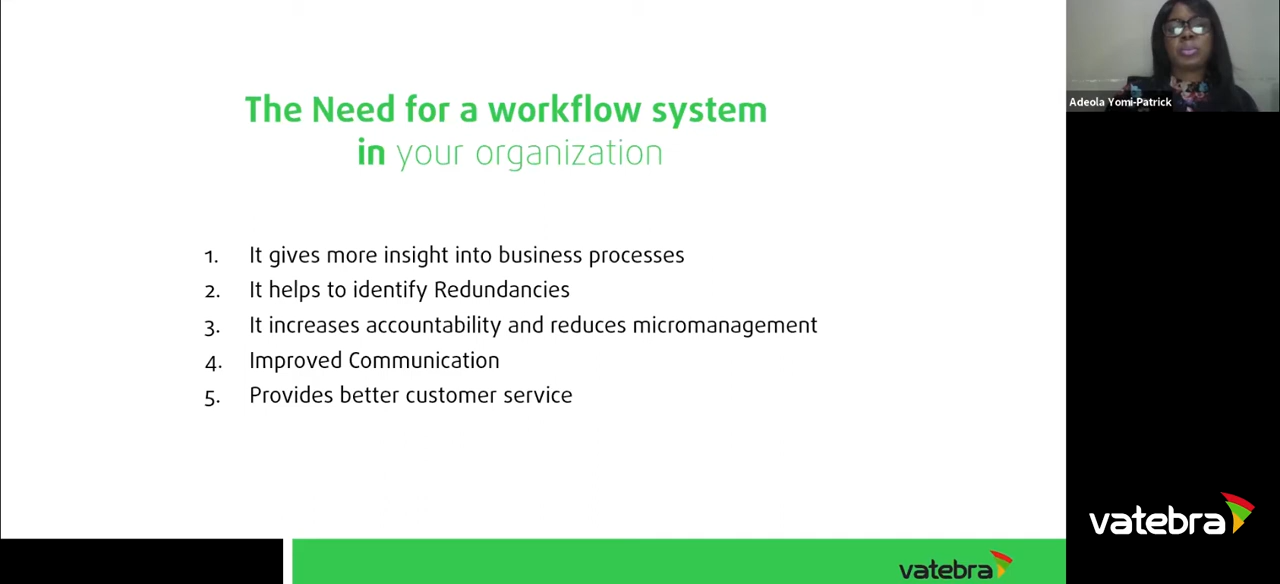 The Need for a workflow system
in your organization
1. It gives more insight into business processes
2. It helps to identify Redundancies
3. It increases accountability and reduces micromanagement
4. Improved Communication
5. Provides better customer service
vatebra
Adeola Yomi-Patrick
vatebra